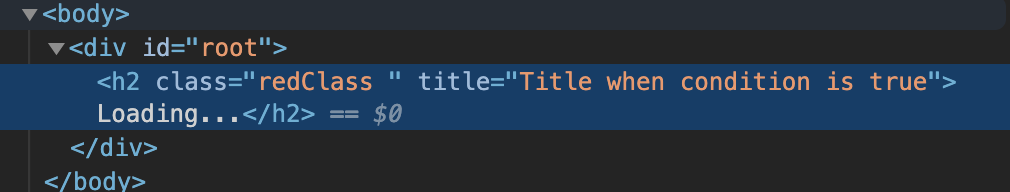 ▼<body>
▼<div id="root">
<h2 class="redClass " title="Title when condition is true">
Loading...</h2> == $0
</div>
</body>